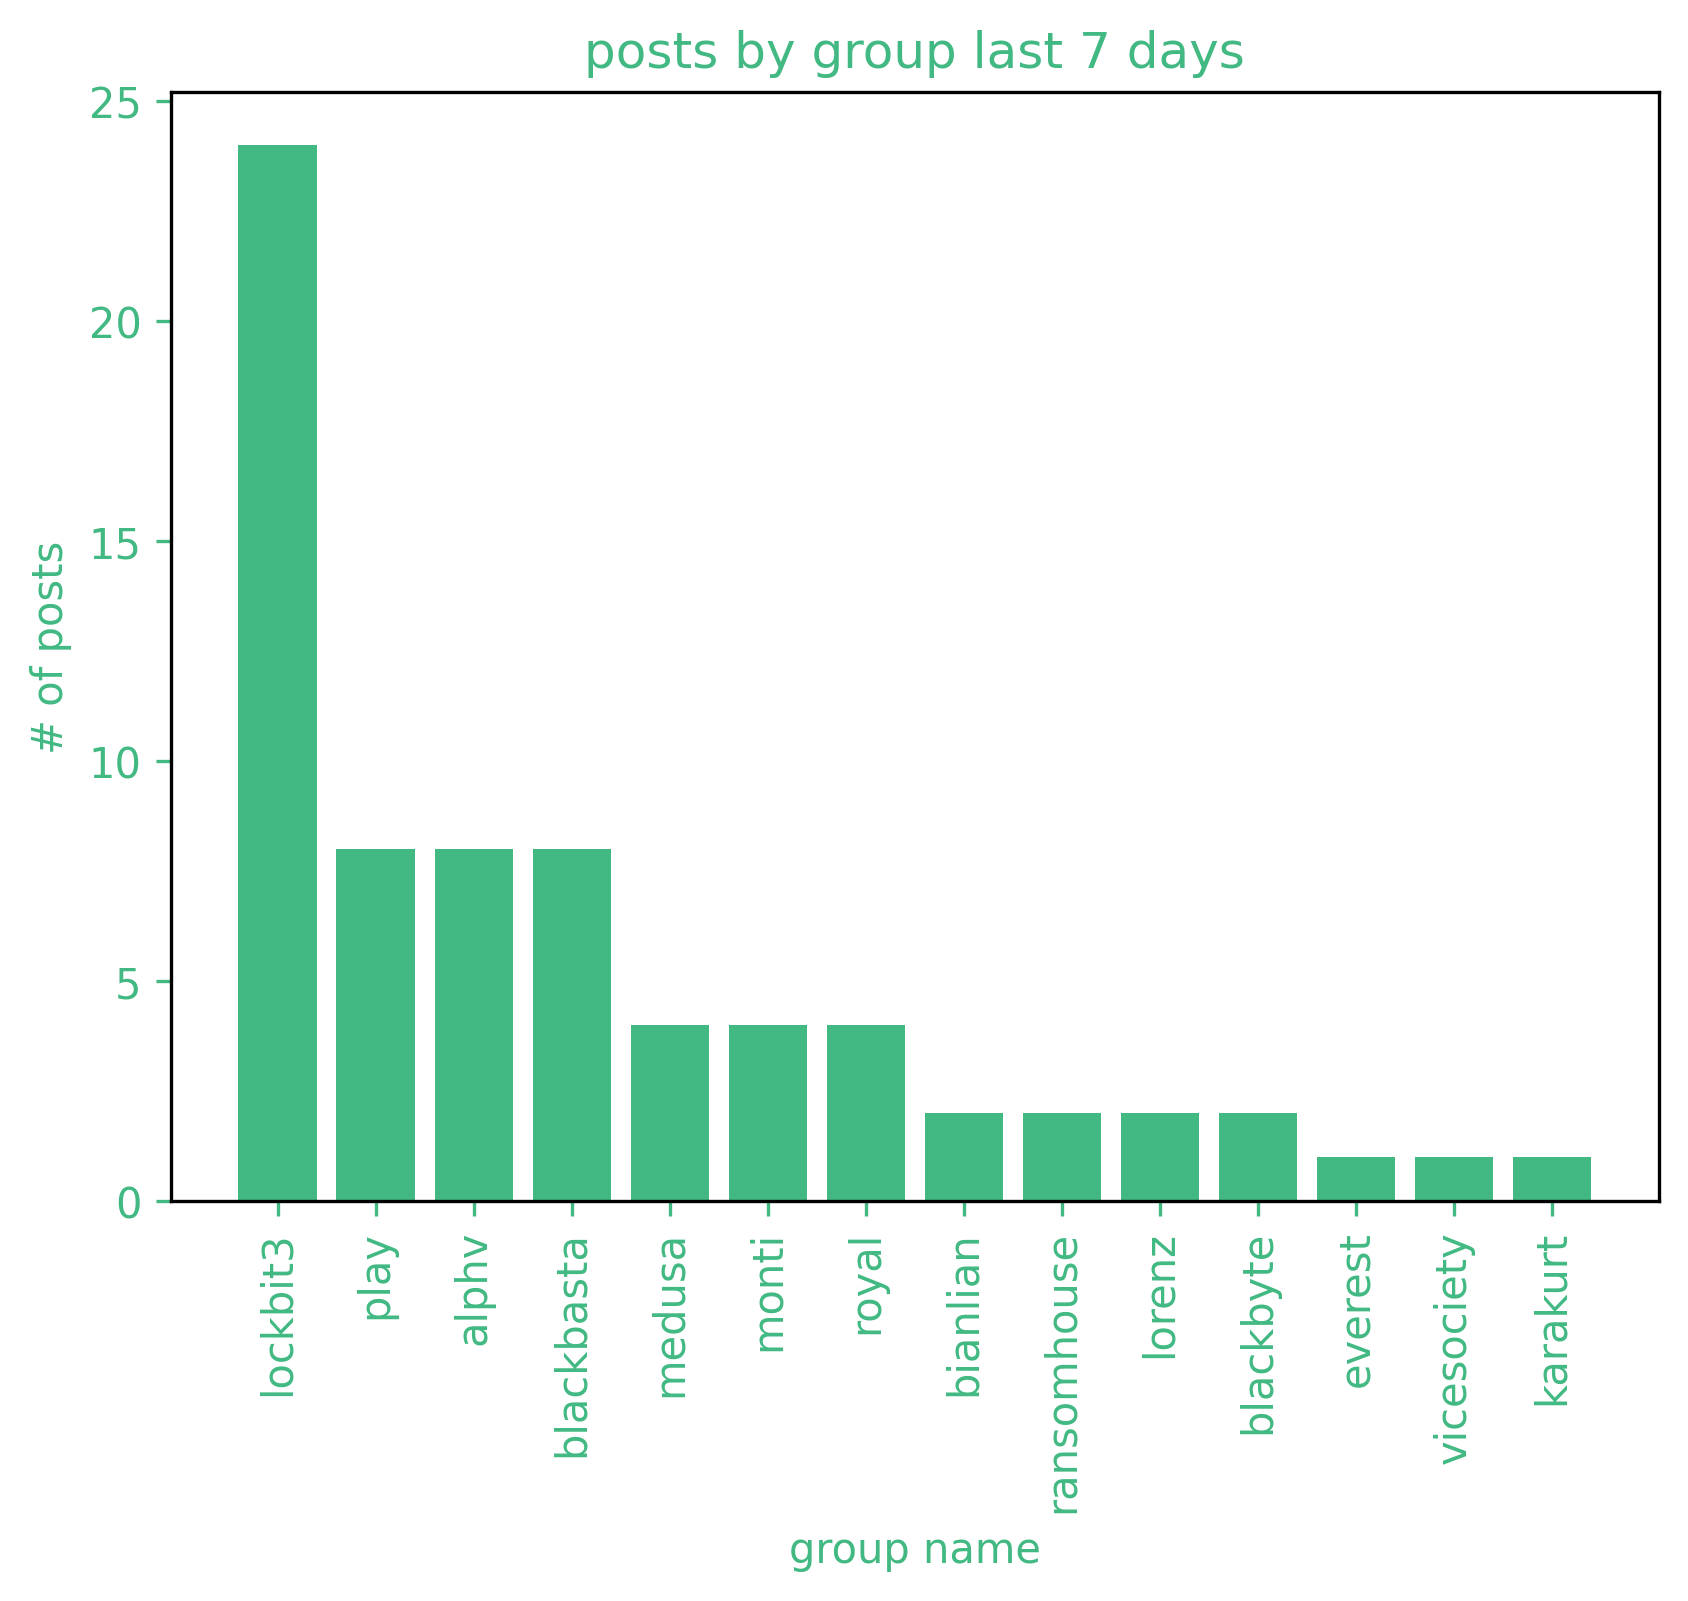 posts by group last 7 days
25
20
15
10
5
0
# of posts
lockbit3
play
alphv
blackbasta
medusa
monti
royal
bianlian
ransomhouse
lorenz
blackbyte
everest
vicesociety
karakurt
group name